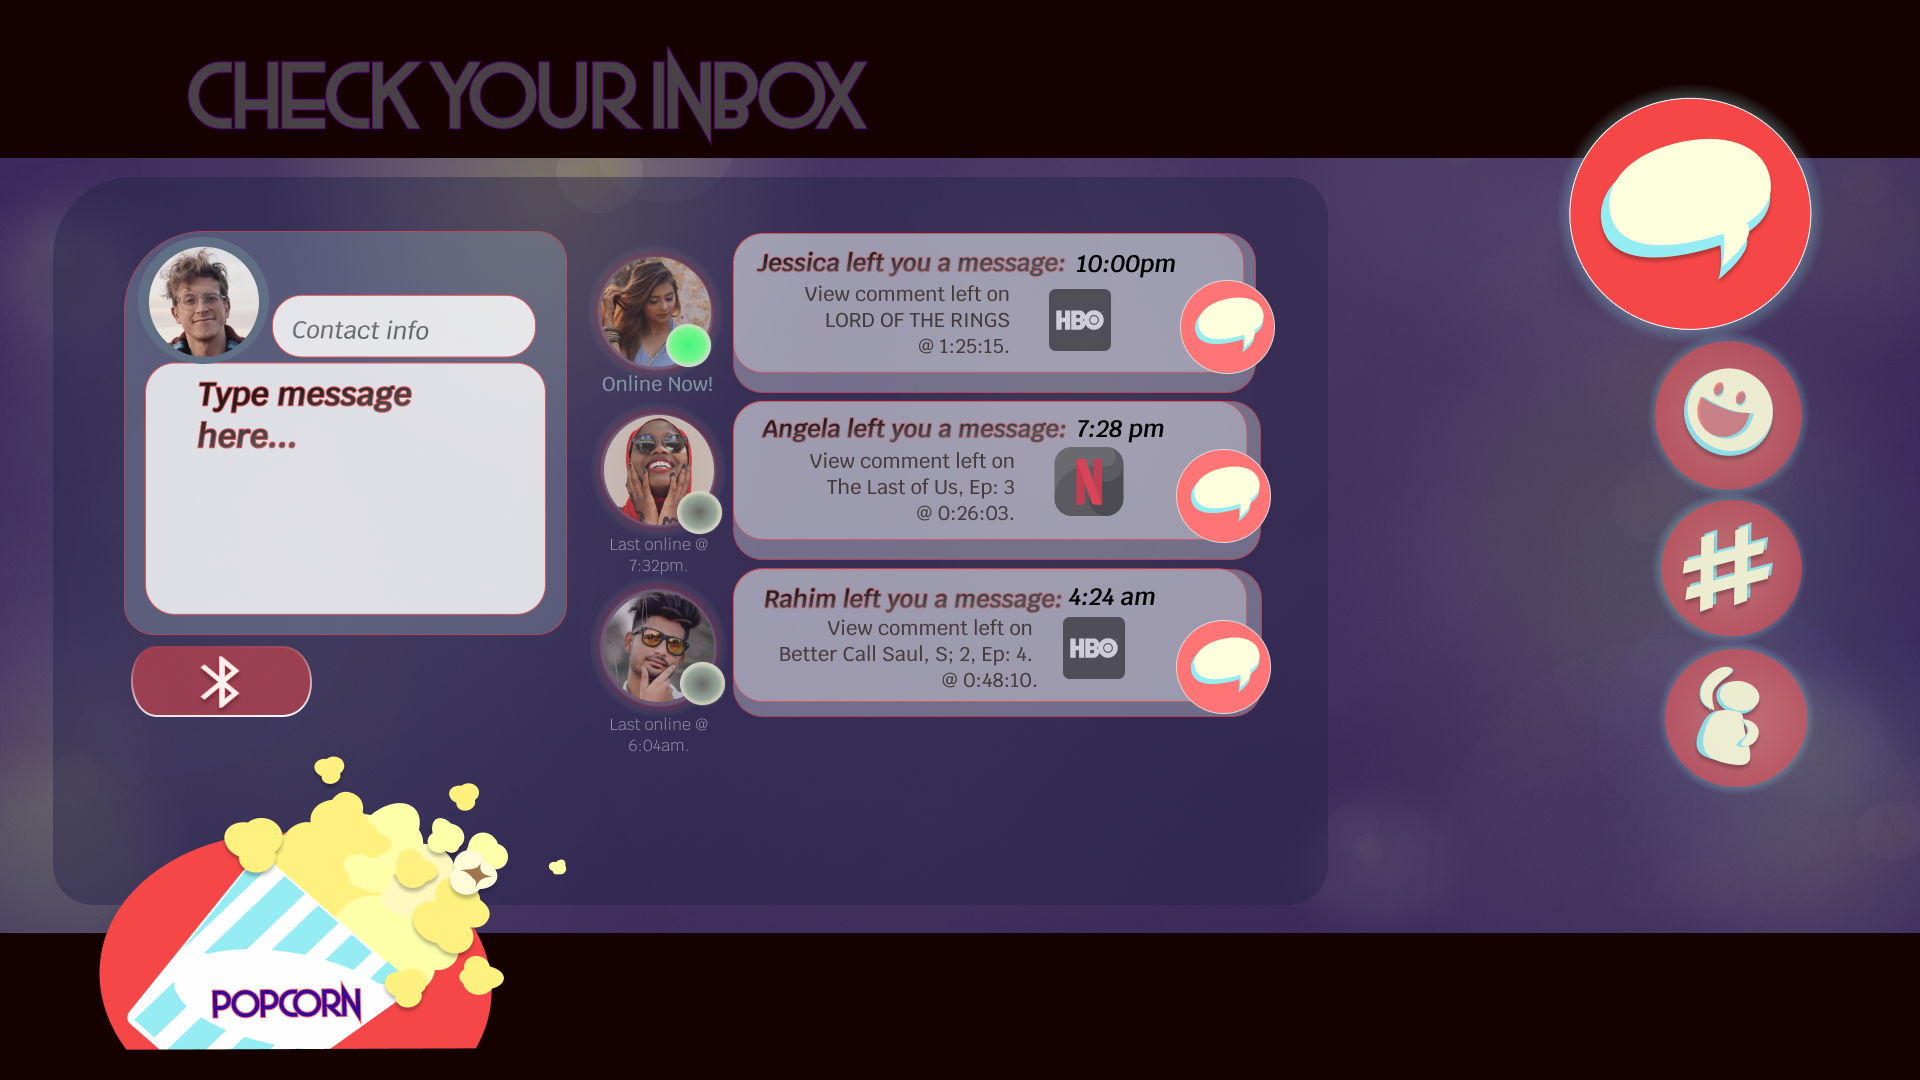 CHECK YOUR INBOX
Contact info
Type message
here...
Jessica left you a message: 10:00pm
View comment left on
LORD OF THE RINGS
@ 1:25:15.
HBO
Online Now!
Angela left you a message: 7:28 pm
View comment left on
The Last of Us, Ep: 3
@ 0:26:03.
N
Last online @
7:32pm.
Rahim left you a message: 4:24 am
View comment left on
Better Call Saul, S; 2, Ep: 4.
@ 0:48:10.
HBO
Last online @
6:04am.
#
POPCORN